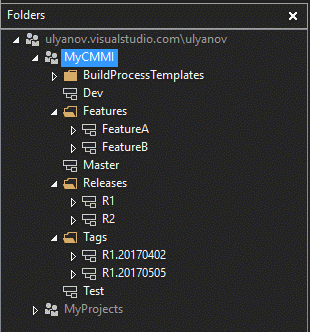 Folders
ulyanov.visualstudio.com\ulyanov
MyCMMI
BuildProcessTemplates
Dev
Features
FeatureA
FeatureB
Master
Releases
R1
R2
Tags
R1.20170402
R1.20170505
Test
MyProjects